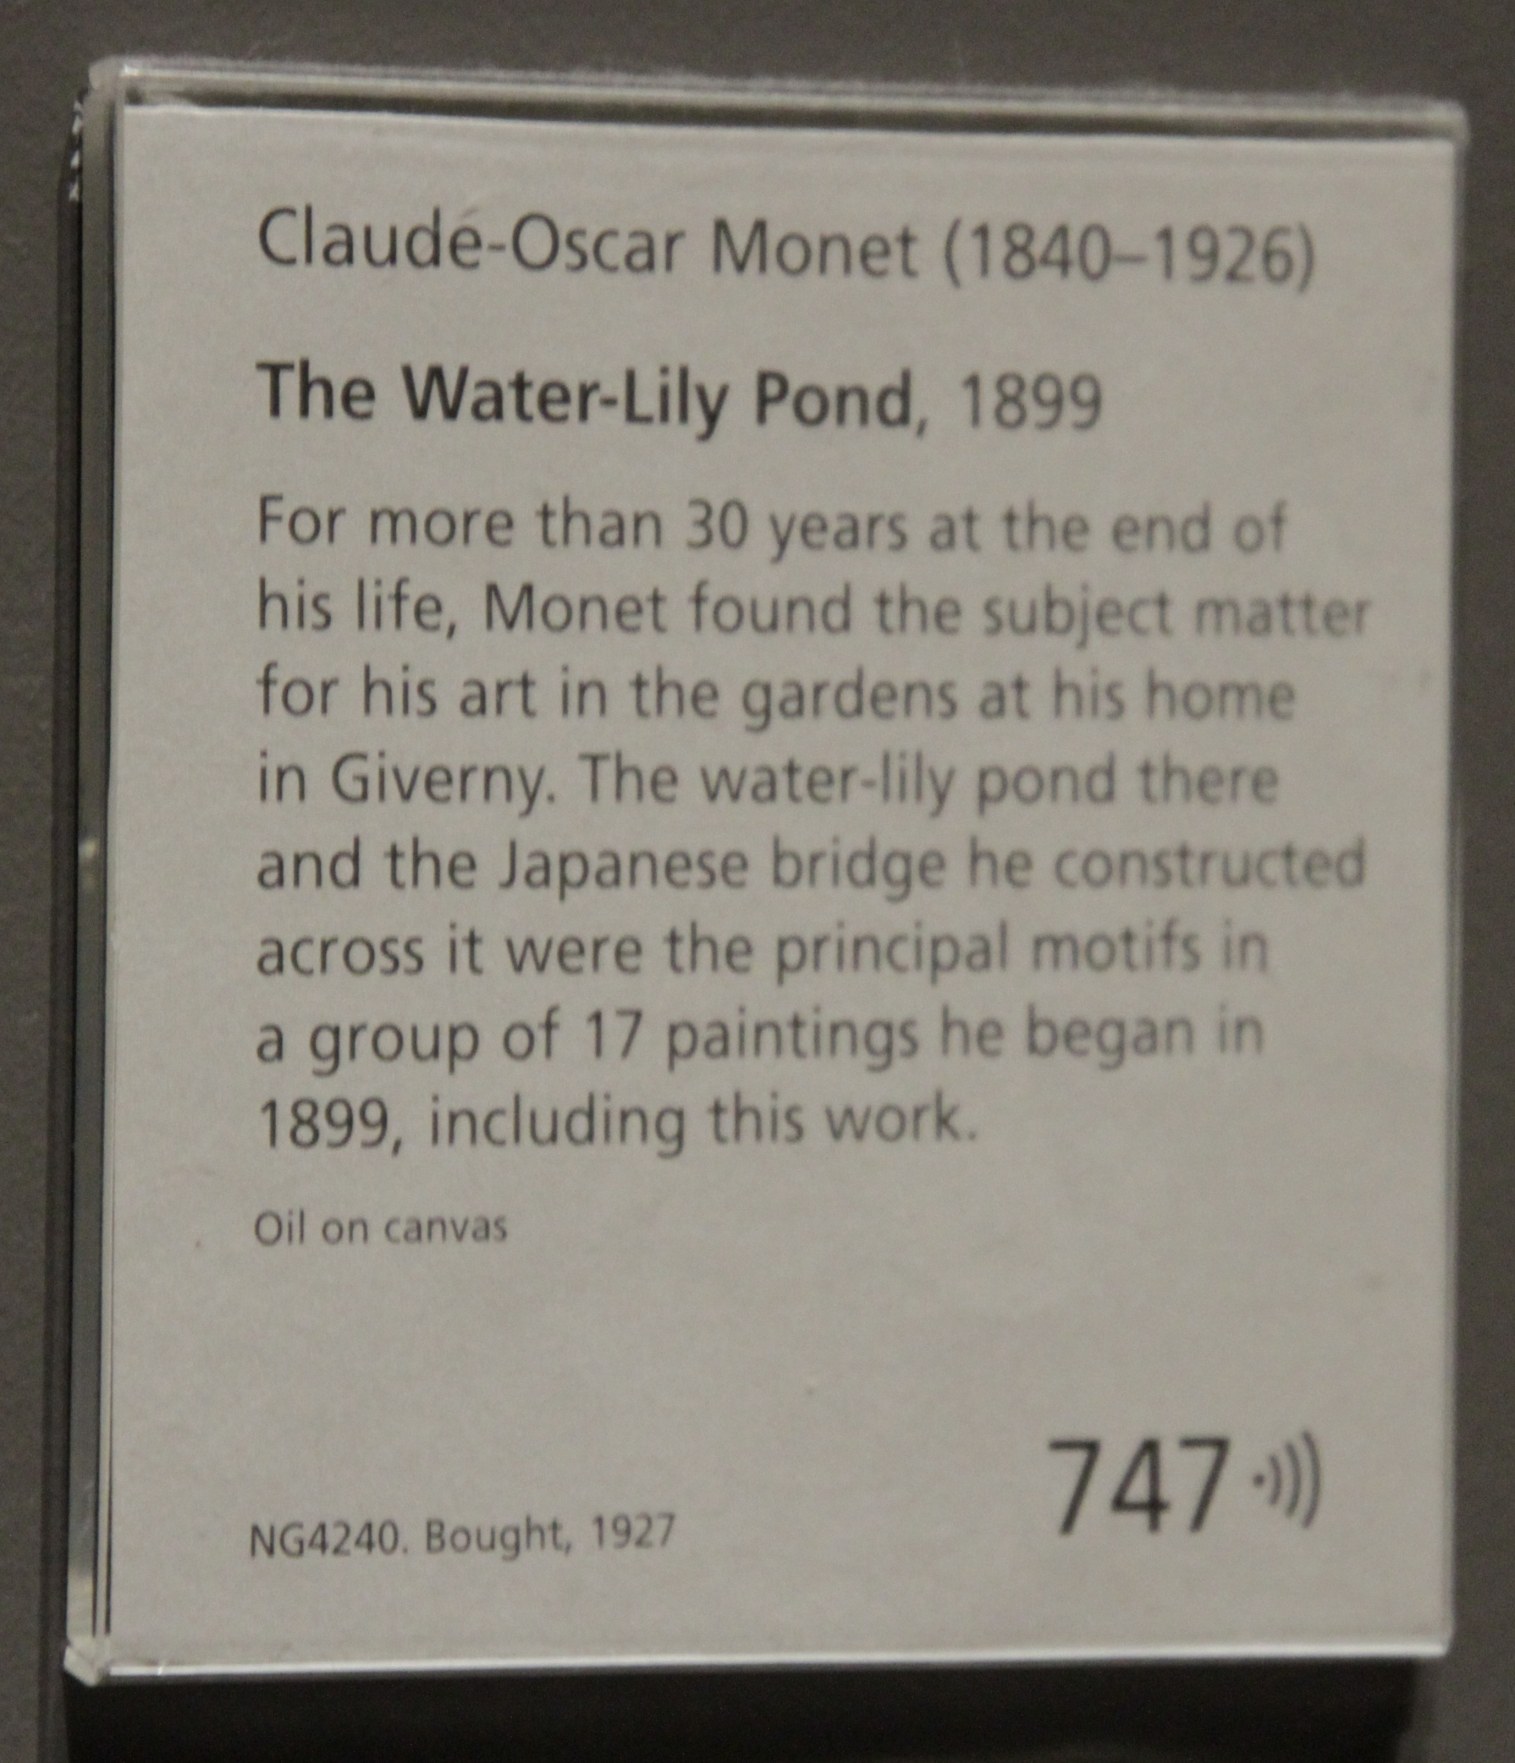 Claude-Oscar Monet (1840–1926)
The Water-Lily Pond, 1899
For more than 30 years at the end of
his life, Monet found the subject matter
for his art in the gardens at his home
in Giverny. The water-lily pond there
and the Japanese bridge he constructed
across it were the principal motifs in
a group of 17 paintings he began in
1899, including this work.
Oil on canvas
747
NG4240. Bought, 1927